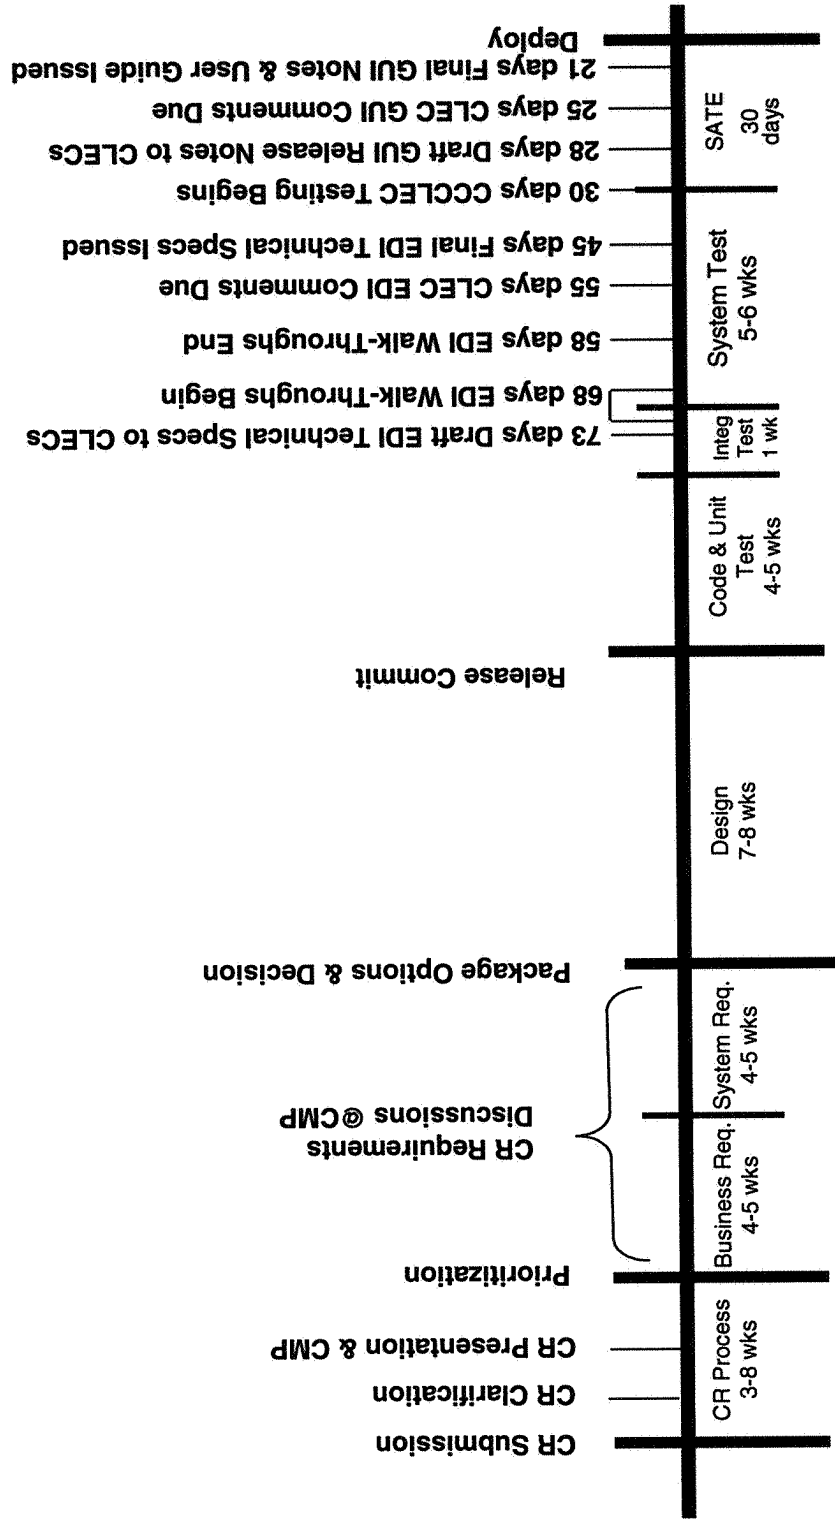 CR Submission
CR Clarification
CR Presentation & CMP
Prioritization
CR Requirements
Discussions @CMP
Package Options & Decision
Release Commit
73 days Draft EDI Technical Specs to CLECs
68 days EDI Walk-Throughs Begin
58 days EDI Walk-Throughs End
55 days CLEC EDI Comments Due
45 days Final EDI Technical Specs Issued
30 days CCCLEC Testing Begins
28 days Draft GUI Release Notes to CLECs
25 days CLEC GUI Comments Due
21 days Final GUI Notes & User Guide Issued
Deploy
CR Process
3-8 wks
Business Req.
4-5 wks
System Req.
4-5 wks
Design
7-8 wks
Code & Unit
Test
4-5 wks
Integ
Test
1 wk
System Test
5-6 wks
SATE
30
days